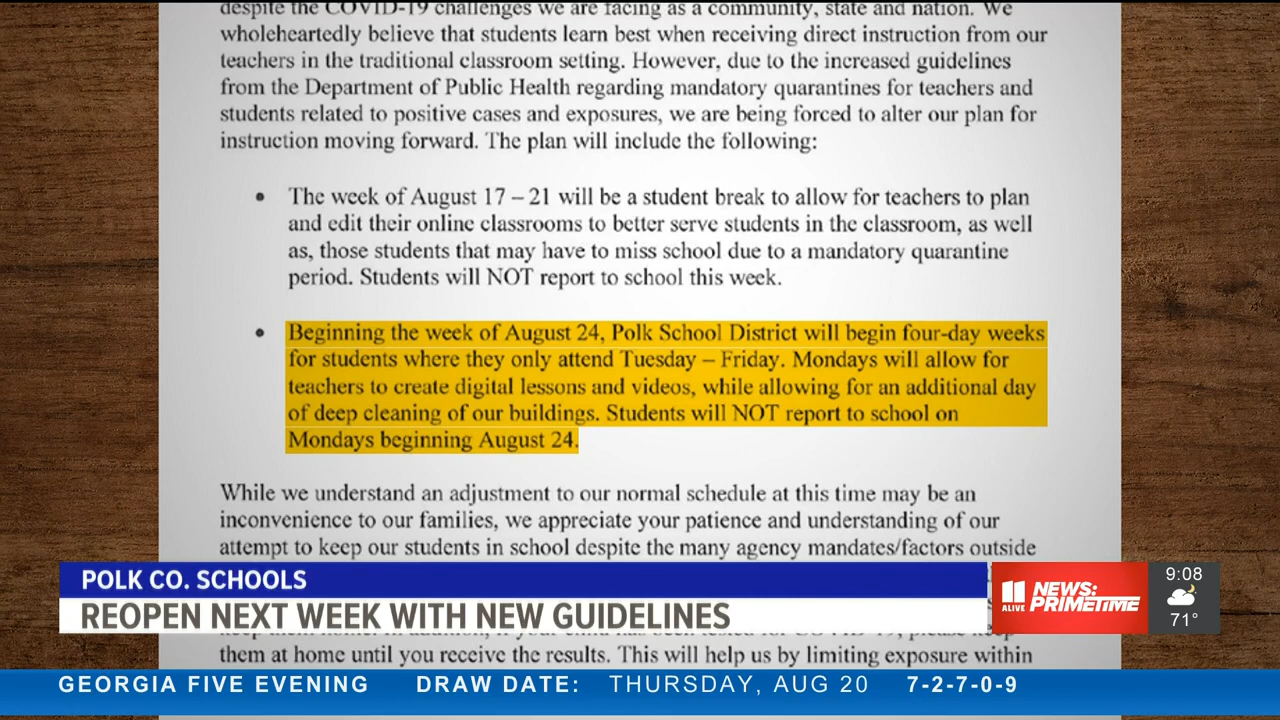 despite the COVID-19 challenges we are facing as a community, state and nation. We
wholeheartedly believe that students learn best when receiving direct instruction from our
teachers in the traditional classroom setting. However, due to the increased guidelines
from the Department of Public Health regarding mandatory quarantines for teachers and
students related to positive cases and exposures, we are being forced to alter our plan for
instruction moving forward. The plan will include the following:
• The week of August 17 – 21 will be a student break to allow for teachers to plan
and edit their online classrooms to better serve students in the classroom, as well
as, those students that may have to miss school due to a mandatory quarantine
period. Students will NOT report to school this week.
• Beginning the week of August 24, Polk School District will begin four-day weeks
for students where they only attend Tuesday – Friday. Mondays will allow for
teachers to create digital lessons and videos, while allowing for an additional day
of deep cleaning of our buildings. Students will NOT report to school on
Mondays beginning August 24.
While we understand an adjustment to our normal schedule at this time may be an
inconvenience to our families, we appreciate your patience and understanding of our
attempt to keep our students in school despite the many agency mandates/factors outside
POLK CO. SCHOOLS
REOPEN NEXT WEEK WITH NEW GUIDELINES
11 ALIVE
NEWS:
PRIMETIME
9:08
71°
them at home until you receive the results. This will help us by limiting exposure within
GEORGIA FIVE EVENING DRAW DATE: THURSDAY, AUG 20 7-2-7-0-9